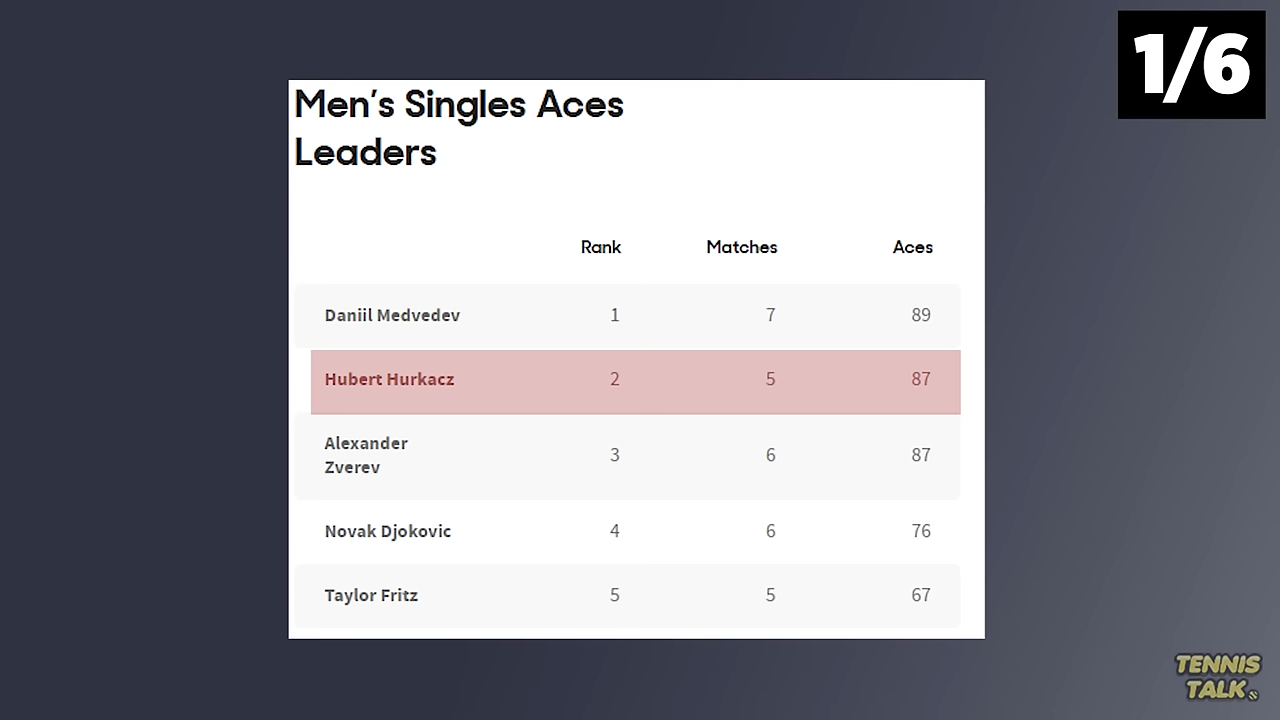 1/6
Men's Singles Aces
Leaders
Rank Matches Aces
Daniil Medvedev 1 7 89
Hubert Hurkacz 2 5 87
Alexander
Zverev 3 6 87
Novak Djokovic 4 6 76
Taylor Fritz 5 5 67
TENNIS
TALK